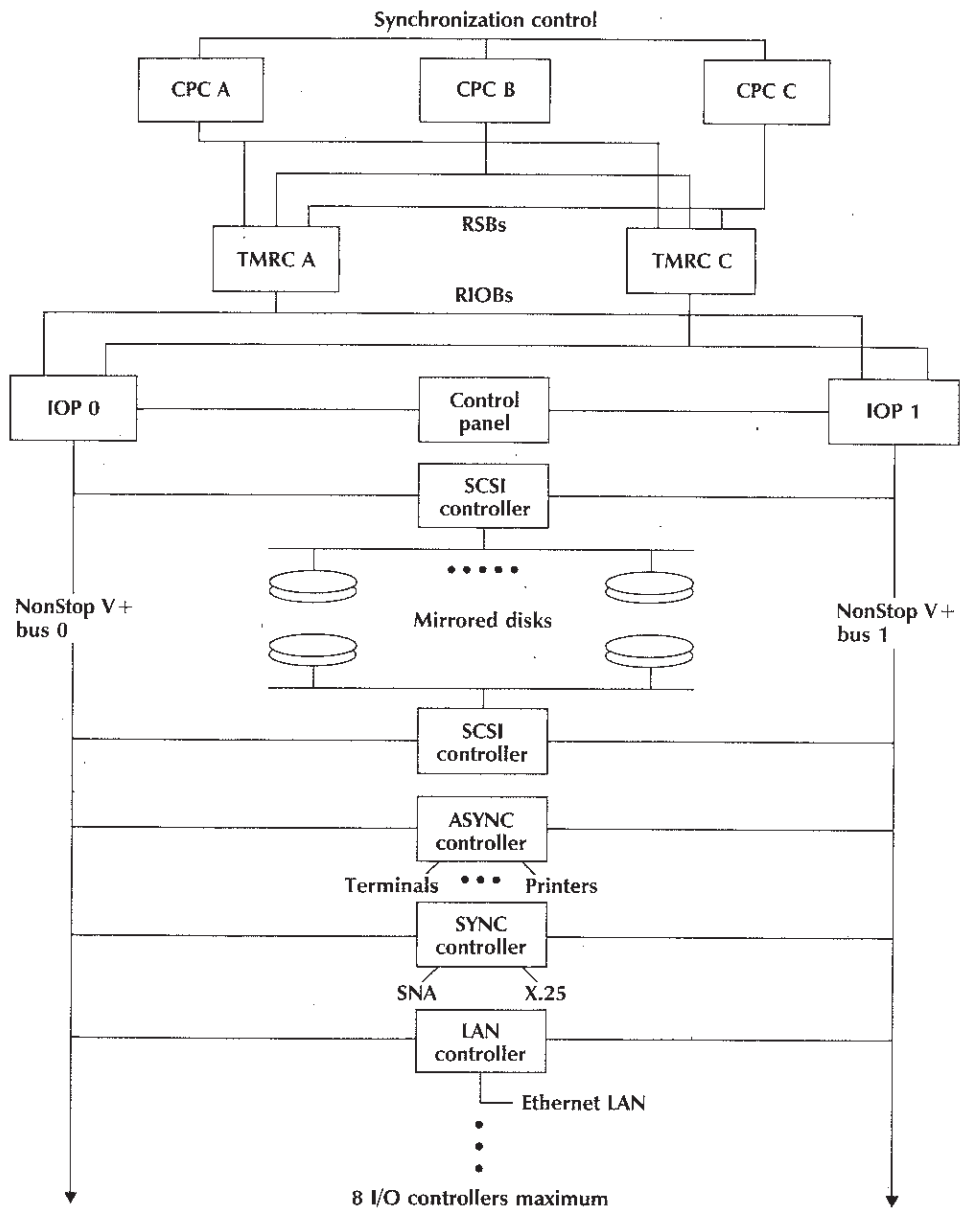 Synchronization control
CPC A
CPC B
CPC C
RSBs
TMRC A
TMRC C
RIOBs
IOP 0
Control
panel
IOP 1
SCSI
controller
NonStop V+
bus 0
Mirrored disks
NonStop V+
bus 1
SCSI
controller
ASYNC
controller
Terminals
Printers
SYNC
controller
SNA
X.25
LAN
controller
Ethernet LAN
8 I/O controllers maximum